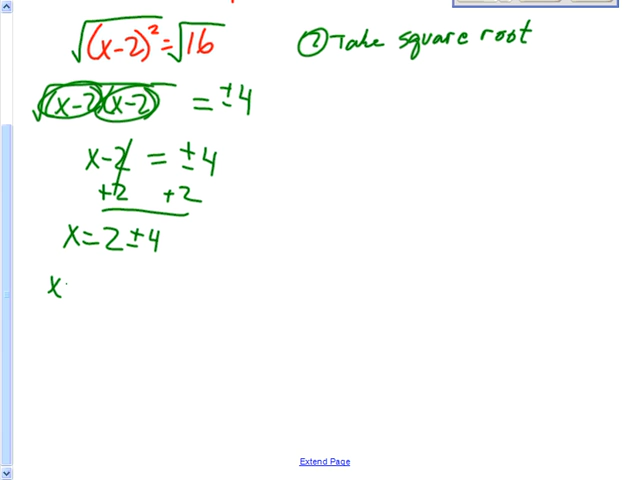 √(x-2)² = √16
② Take square root
√(x-2)(x-2) = ±4
x-2 = ±4
+2 +2
x = 2 ± 4
x
Extend Page